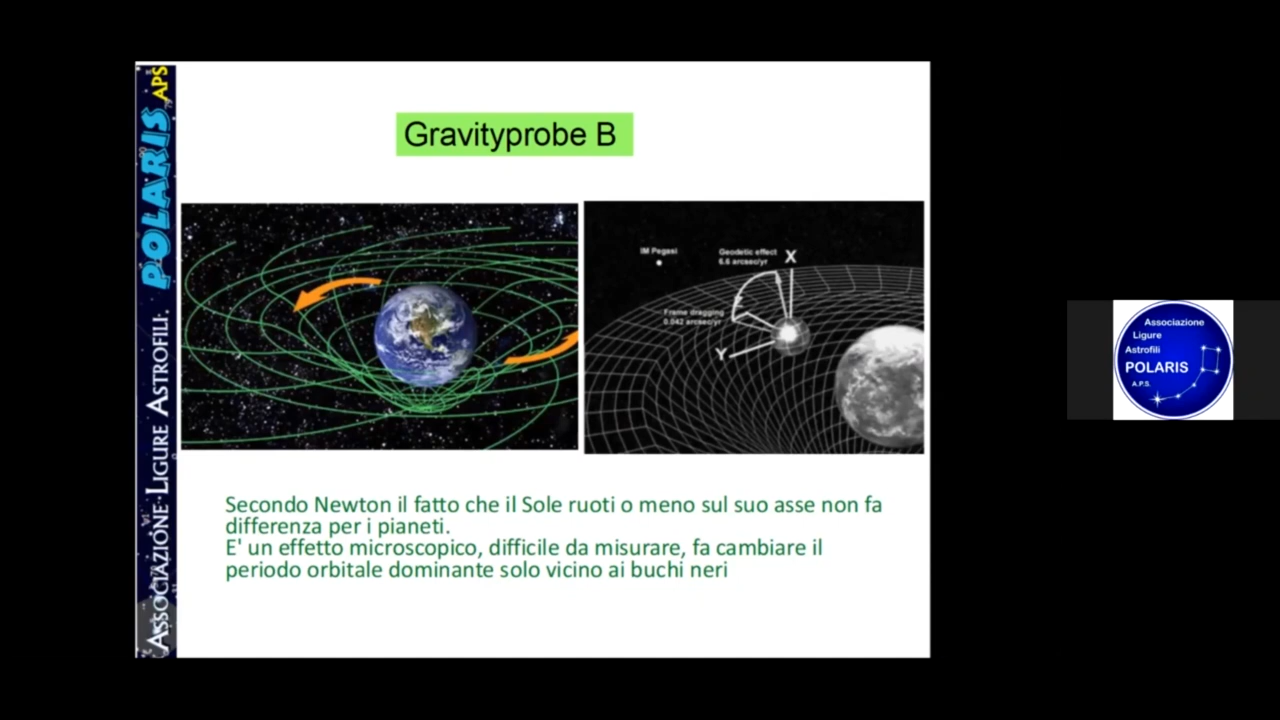 Gravityprobe B
IM Pegasi
Geodetic effect
6.6 arcsec/yr
X
Frame dragging
0.042 arcsec/yr
Y
Secondo Newton il fatto che il Sole ruoti o meno sul suo asse non fa
differenza per i pianeti.
E' un effetto microscopico, difficile da misurare, fa cambiare il
periodo orbitale dominante solo vicino ai buchi neri
ASSOCIAZIONE LIGURE ASTROFILI. POLARIS APS
Associazione
Ligure
Astrofili
POLARIS
A.P.S.